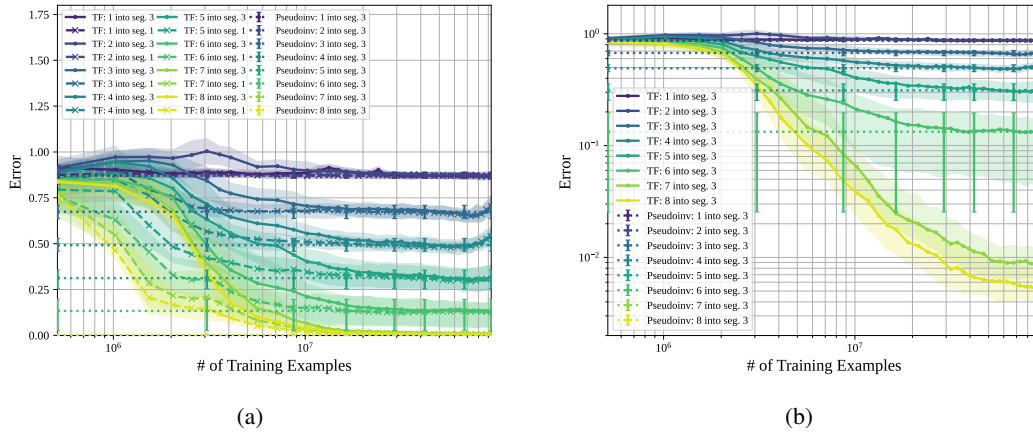 1.75
1.50
1.25
1.00
0.75
0.50
0.25
0.00
Error
TF: 1 into seg. 3
TF: 1 into seg. 1
TF: 2 into seg. 3
TF: 2 into seg. 1
TF: 3 into seg. 3
TF: 3 into seg. 1
TF: 4 into seg. 3
TF: 4 into seg. 1
TF: 5 into seg. 3
TF: 5 into seg. 1
TF: 6 into seg. 3
TF: 6 into seg. 1
TF: 7 into seg. 3
TF: 7 into seg. 1
TF: 8 into seg. 3
TF: 8 into seg. 1
Pseudoinv: 1 into seg. 3
Pseudoinv: 2 into seg. 3
Pseudoinv: 3 into seg. 3
Pseudoinv: 4 into seg. 3
Pseudoinv: 5 into seg. 3
Pseudoinv: 6 into seg. 3
Pseudoinv: 7 into seg. 3
Pseudoinv: 8 into seg. 3
10⁶
10⁷
# of Training Examples
(a)
10⁰
10⁻¹
10⁻²
Error
TF: 1 into seg. 3
TF: 2 into seg. 3
TF: 3 into seg. 3
TF: 4 into seg. 3
TF: 5 into seg. 3
TF: 6 into seg. 3
TF: 7 into seg. 3
TF: 8 into seg. 3
Pseudoinv: 1 into seg. 3
Pseudoinv: 2 into seg. 3
Pseudoinv: 3 into seg. 3
Pseudoinv: 4 into seg. 3
Pseudoinv: 5 into seg. 3
Pseudoinv: 6 into seg. 3
Pseudoinv: 7 into seg. 3
Pseudoinv: 8 into seg. 3
10⁶
10⁷
# of Training Examples
(b)